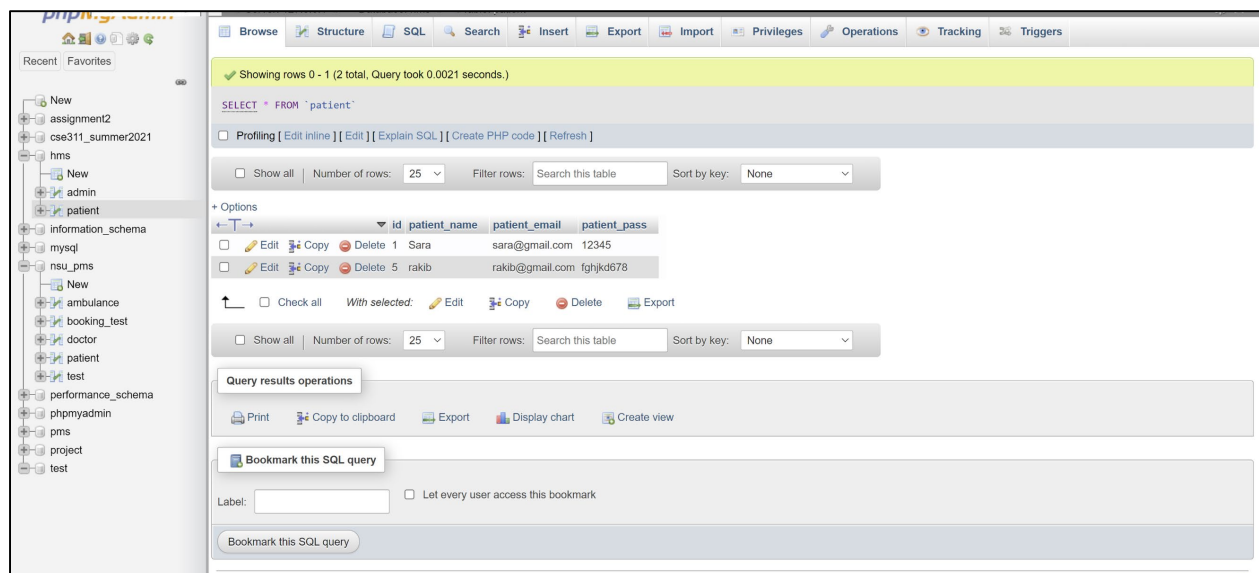 phpMyAdmin
Recent Favorites
New
assignment2
cse311_summer2021
hms
New
admin
patient
information_schema
mysql
nsu_pms
New
ambulance
booking_test
doctor
patient
test
performance_schema
phpmyadmin
pms
project
test
Browse Structure SQL Search Insert Export Import Privileges Operations Tracking Triggers
Showing rows 0 - 1 (2 total, Query took 0.0021 seconds.)
SELECT * FROM `patient`
Profiling [ Edit inline ] [ Edit ] [ Explain SQL ] [ Create PHP code ] [ Refresh ]
Show all | Number of rows: 25 Filter rows: Search this table Sort by key: None
+ Options
←T→ ▼ id patient_name patient_email patient_pass
Edit Copy Delete 1 Sara sara@gmail.com 12345
Edit Copy Delete 5 rakib rakib@gmail.com fghjkd678
Check all With selected: Edit Copy Delete Export
Show all | Number of rows: 25 Filter rows: Search this table Sort by key: None
Query results operations
Print Copy to clipboard Export Display chart Create view
Bookmark this SQL query
Label: Let every user access this bookmark
Bookmark this SQL query